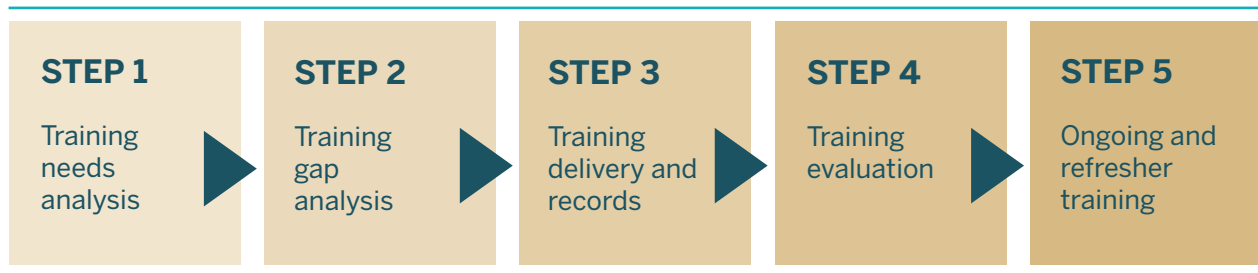 STEP 1
Training
needs
analysis
STEP 2
Training
gap
analysis
STEP 3
Training
delivery and
records
STEP 4
Training
evaluation
STEP 5
Ongoing and
refresher
training